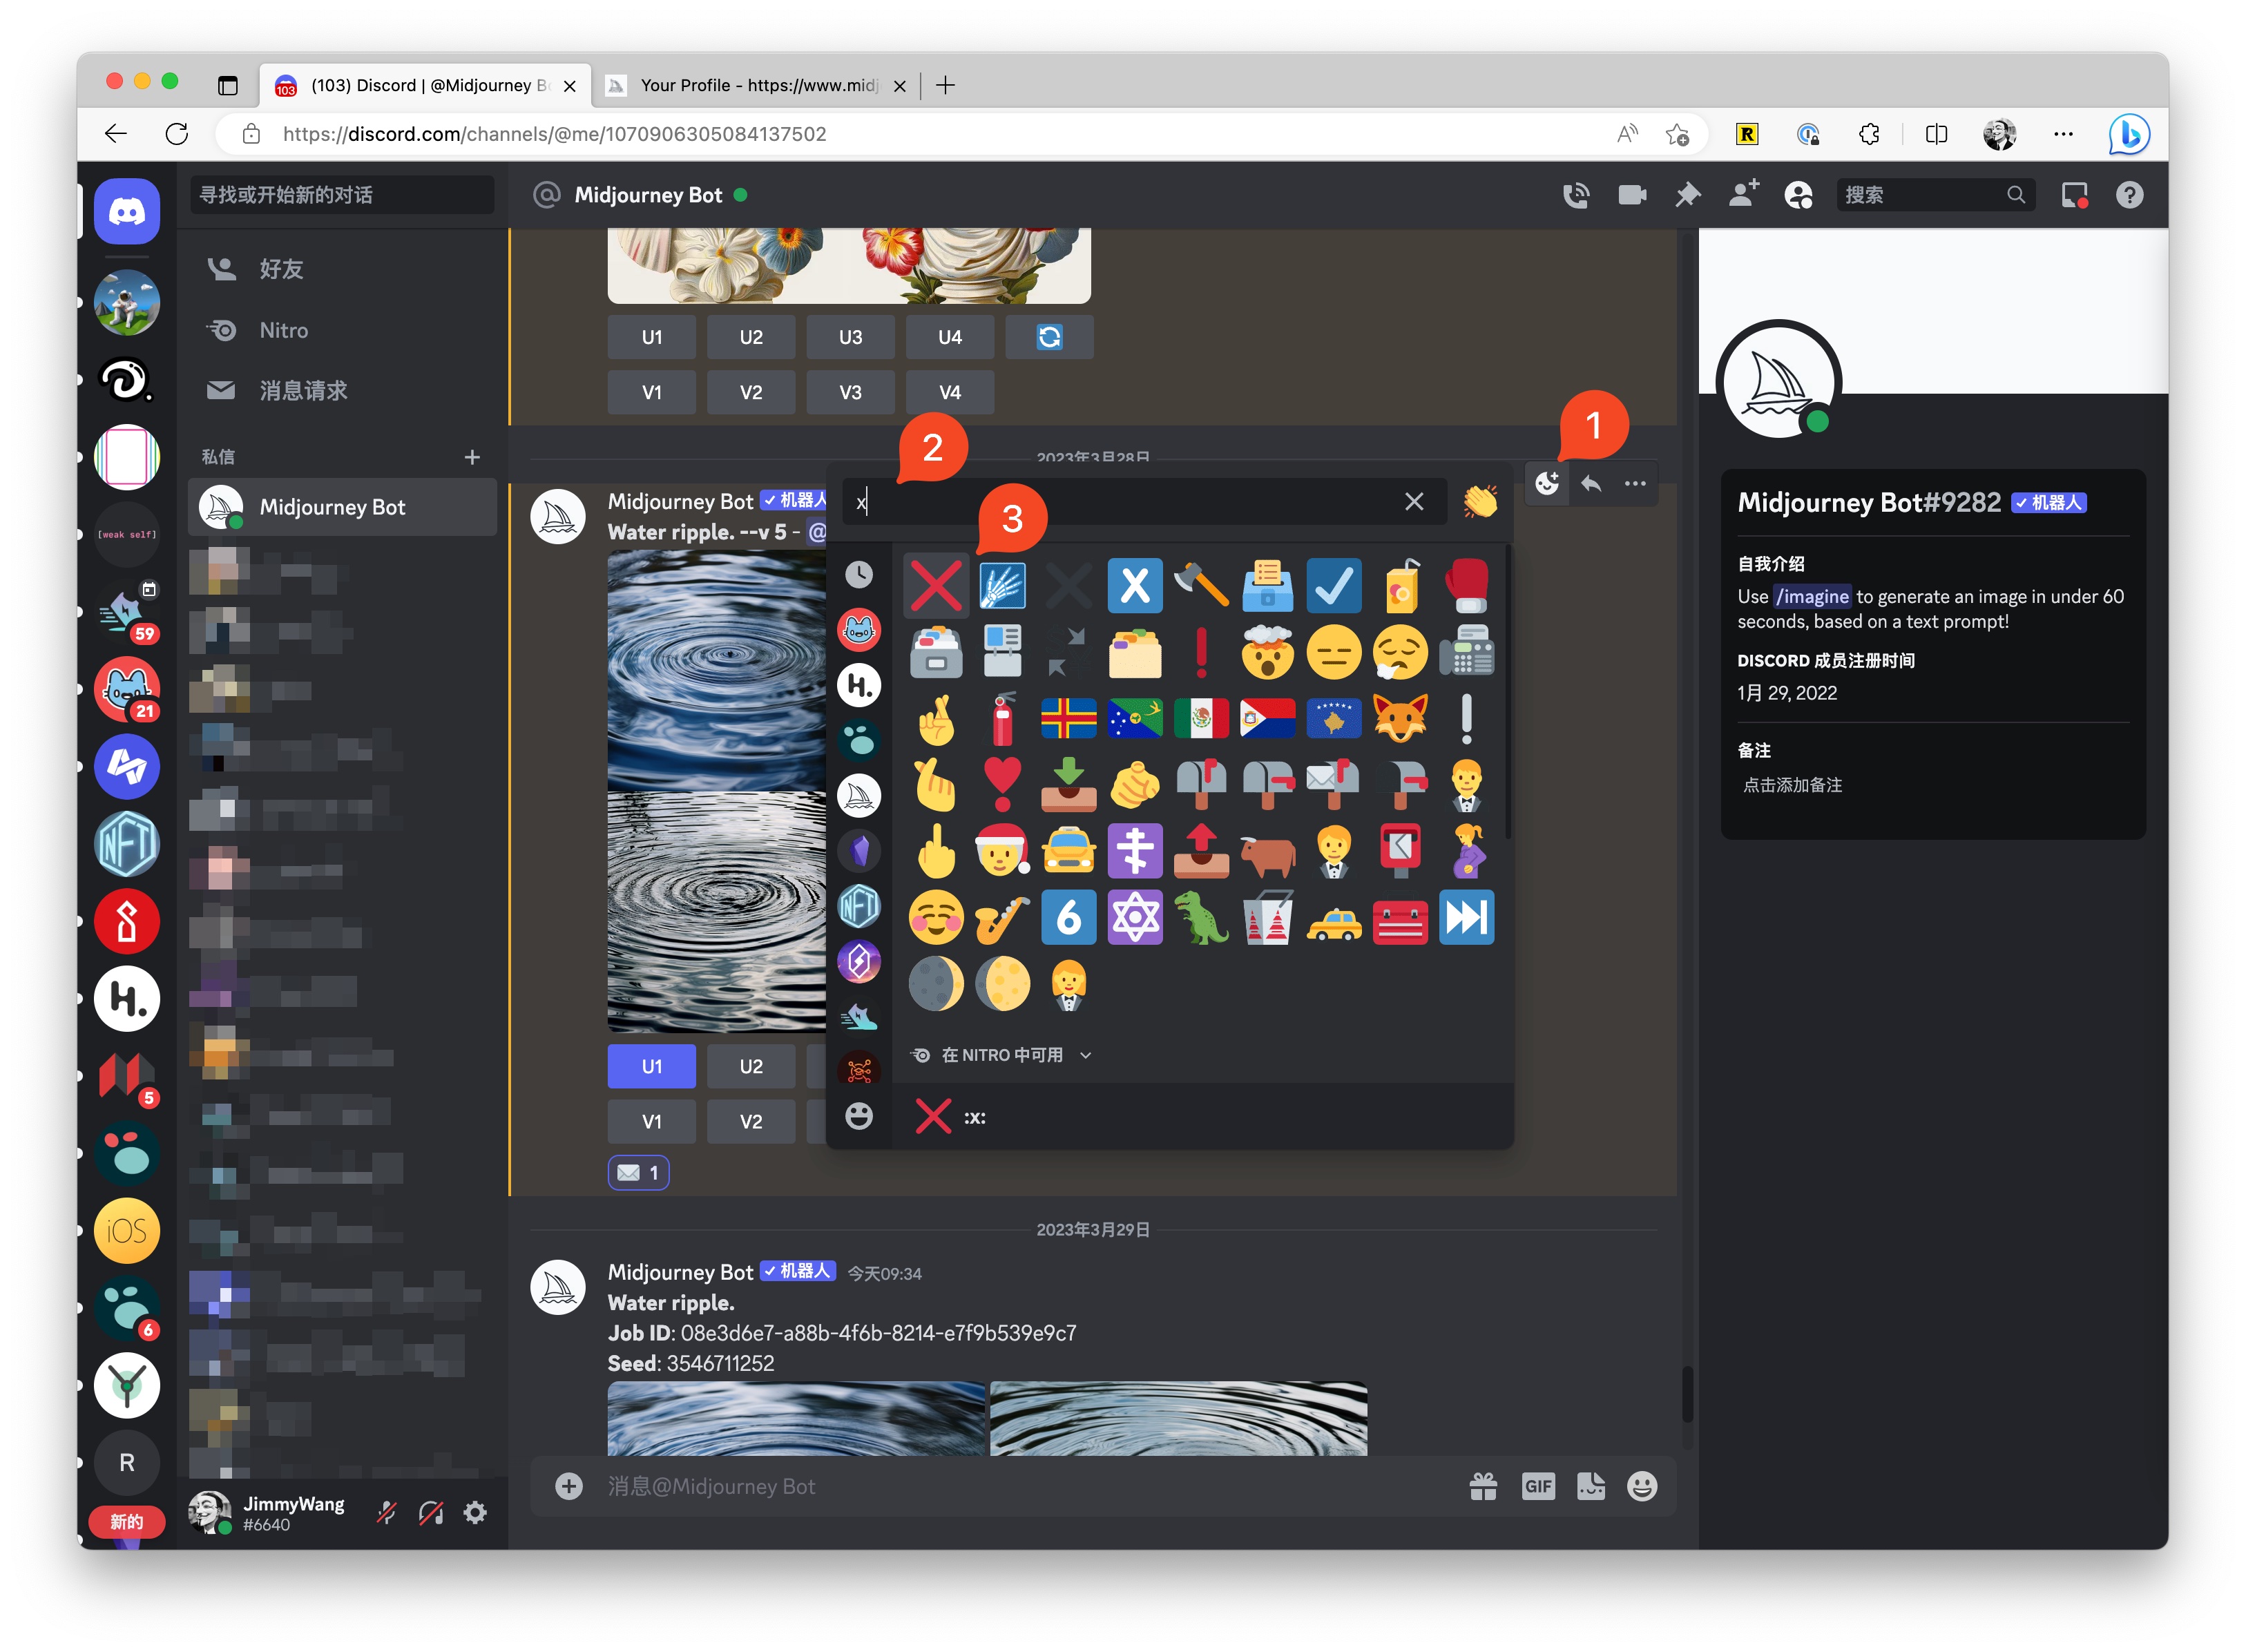 (103) Discord | @Midjourney B
Your Profile - https://www.midj
https://discord.com/channels/@me/1070906305084137502
寻找或开始新的对话
Midjourney Bot
搜索
好友
Nitro
消息请求
私信
Midjourney Bot
[weak self]
59
21
NFT
H.
5
iOS
6
R
新的
JimmyWang
#6640
U1 U2 U3 U4
V1 V2 V3 V4
1
2
3
2023年3月28日
Midjourney Bot 机器人
Water ripple. --v 5 - @
x
H.
NFT
在 NITRO 中可用
:x:
U1 U2
V1 V2
1
2023年3月29日
Midjourney Bot 机器人 今天09:34
Water ripple.
Job ID: 08e3d6e7-a88b-4f6b-8214-e7f9b539e9c7
Seed: 3546711252
消息@Midjourney Bot
GIF
Midjourney Bot#9282 机器人
自我介绍
Use /imagine to generate an image in under 60
seconds, based on a text prompt!
DISCORD 成员注册时间
1月 29, 2022
备注
点击添加备注